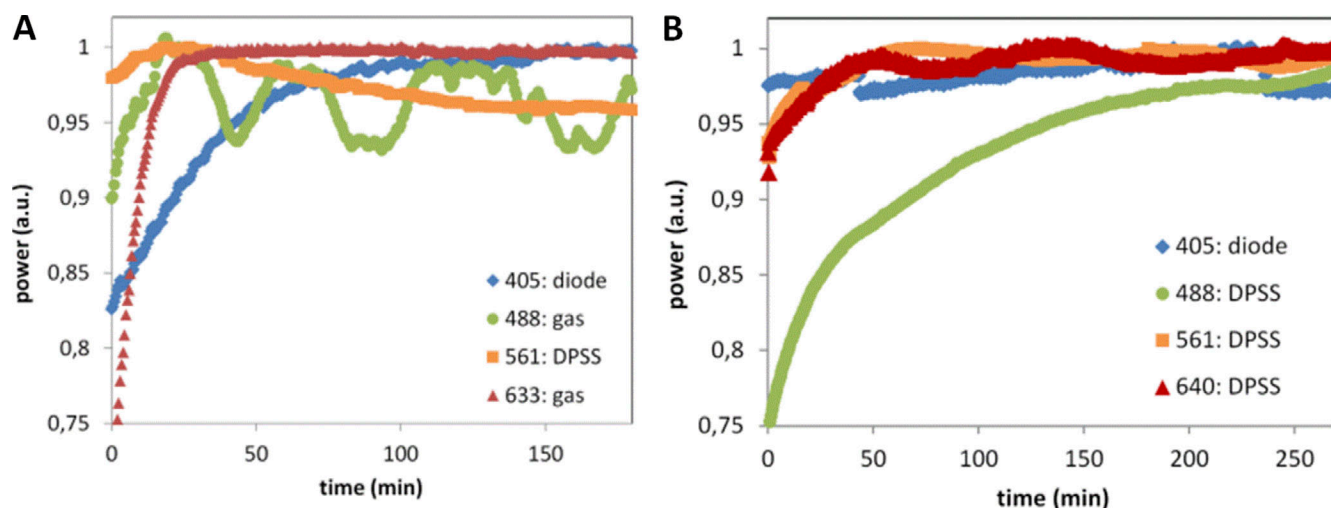 A
1
0,95
0,9
0,85
0,8
0,75
power (a.u.)
0
50
100
150
time (min)
405: diode
488: gas
561: DPSS
633: gas
B
1
0,95
0,9
0,85
0,8
0,75
power (a.u.)
0
50
100
150
200
250
time (min)
405: diode
488: DPSS
561: DPSS
640: DPSS